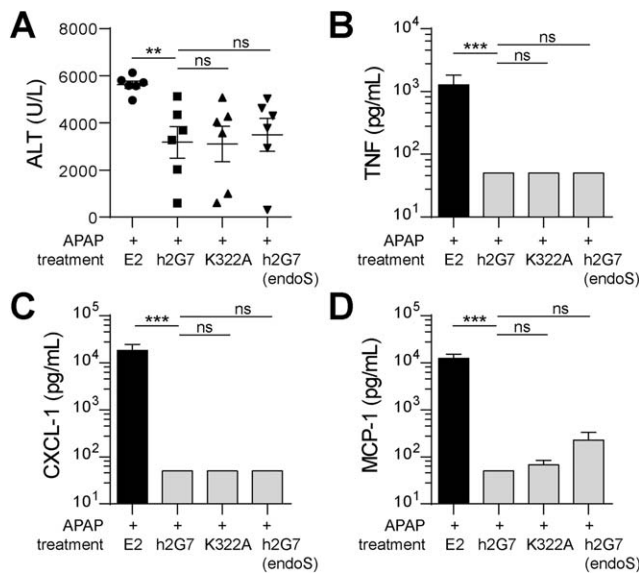 A
ALT (U/L)
8000
6000
4000
2000
0
**
ns
ns
APAP + + + +
treatment E2 h2G7 K322A h2G7
(endoS)
B
TNF (pg/mL)
10⁴
10³
10²
10¹
***
ns
ns
APAP + + + +
treatment E2 h2G7 K322A h2G7
(endoS)
C
CXCL-1 (pg/mL)
10⁵
10⁴
10⁴
10²
10¹
***
ns
ns
APAP + + + +
treatment E2 h2G7 K322A h2G7
(endoS)
D
MCP-1 (pg/mL)
10⁵
10⁴
10⁴
10²
10¹
***
ns
ns
APAP + + + +
treatment E2 h2G7 K322A h2G7
(endoS)